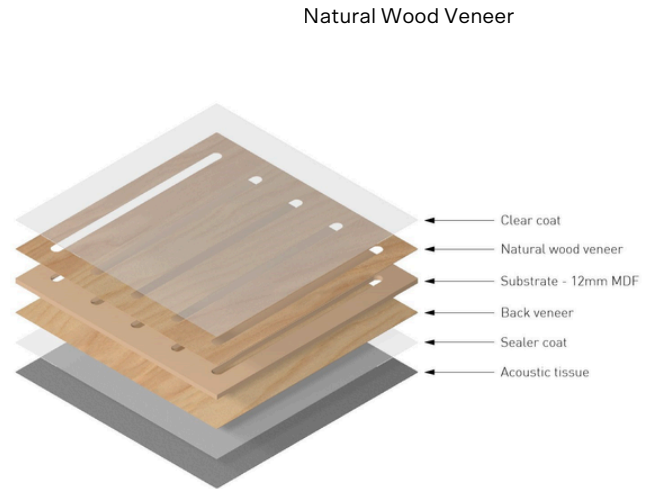 Natural Wood Veneer
Clear coat
Natural wood veneer
Substrate - 12mm MDF
Back veneer
Sealer coat
Acoustic tissue